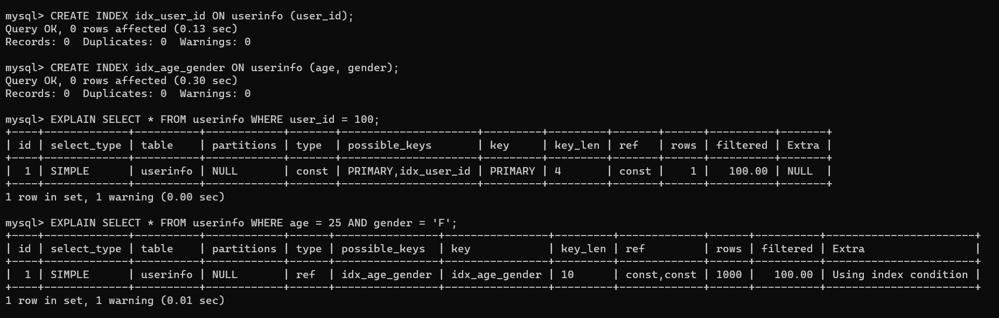 mysql> CREATE INDEX idx_user_id ON userinfo (user_id);
Query OK, 0 rows affected (0.13 sec)
Records: 0  Duplicates: 0  Warnings: 0

mysql> CREATE INDEX idx_age_gender ON userinfo (age, gender);
Query OK, 0 rows affected (0.30 sec)
Records: 0  Duplicates: 0  Warnings: 0

mysql> EXPLAIN SELECT * FROM userinfo WHERE user_id = 100;
+----+-------------+----------+------------+-------+---------------------+---------+---------+-------+------+----------+-------+
| id | select_type | table    | partitions | type  | possible_keys       | key     | key_len | ref   | rows | filtered | Extra |
+----+-------------+----------+------------+-------+---------------------+---------+---------+-------+------+----------+-------+
|  1 | SIMPLE      | userinfo | NULL       | const | PRIMARY,idx_user_id | PRIMARY | 4       | const |    1 |   100.00 | NULL  |
+----+-------------+----------+------------+-------+---------------------+---------+---------+-------+------+----------+-------+
1 row in set, 1 warning (0.00 sec)

mysql> EXPLAIN SELECT * FROM userinfo WHERE age = 25 AND gender = 'F';
+----+-------------+----------+------------+------+----------------+----------------+---------+-------------+------+----------+-----------------------+
| id | select_type | table    | partitions | type | possible_keys  | key            | key_len | ref         | rows | filtered | Extra                 |
+----+-------------+----------+------------+------+----------------+----------------+---------+-------------+------+----------+-----------------------+
|  1 | SIMPLE      | userinfo | NULL       | ref  | idx_age_gender | idx_age_gender | 10      | const,const | 1000 |   100.00 | Using index condition |
+----+-------------+----------+------------+------+----------------+----------------+---------+-------------+------+----------+-----------------------+
1 row in set, 1 warning (0.01 sec)